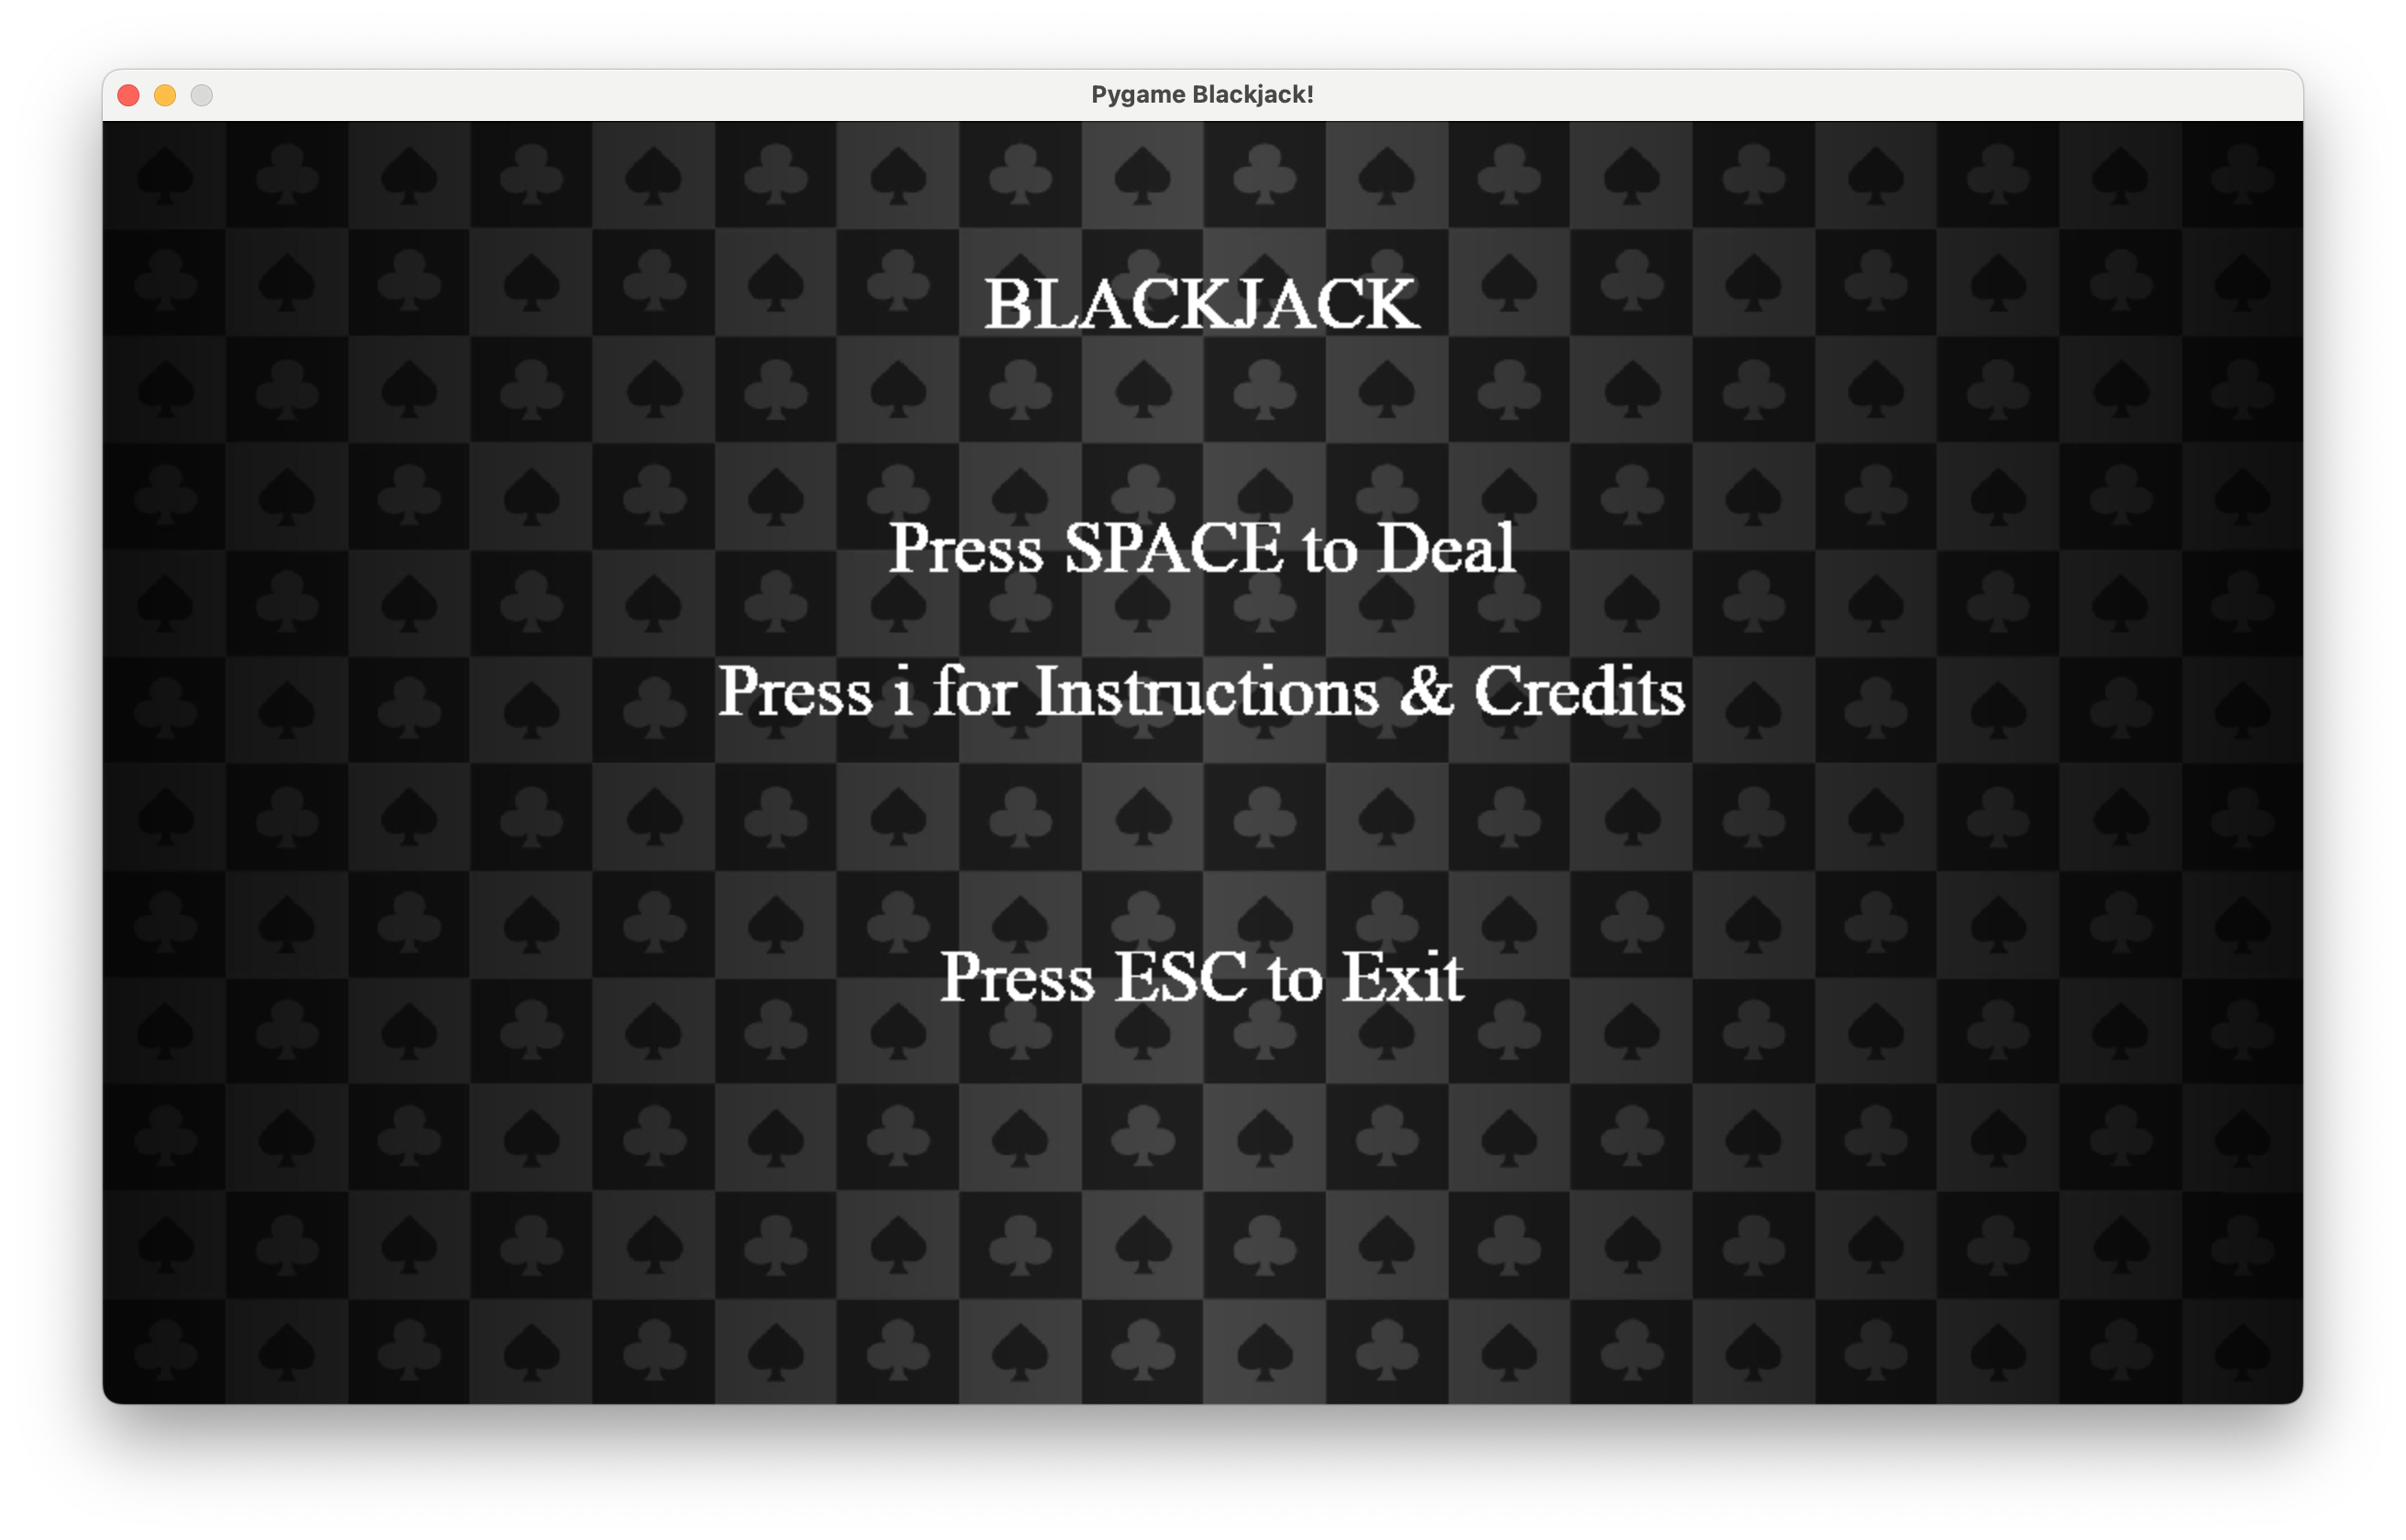 Pygame Blackjack!
BLACKJACK
Press SPACE to Deal
Press i for Instructions & Credits
Press ESC to Exit